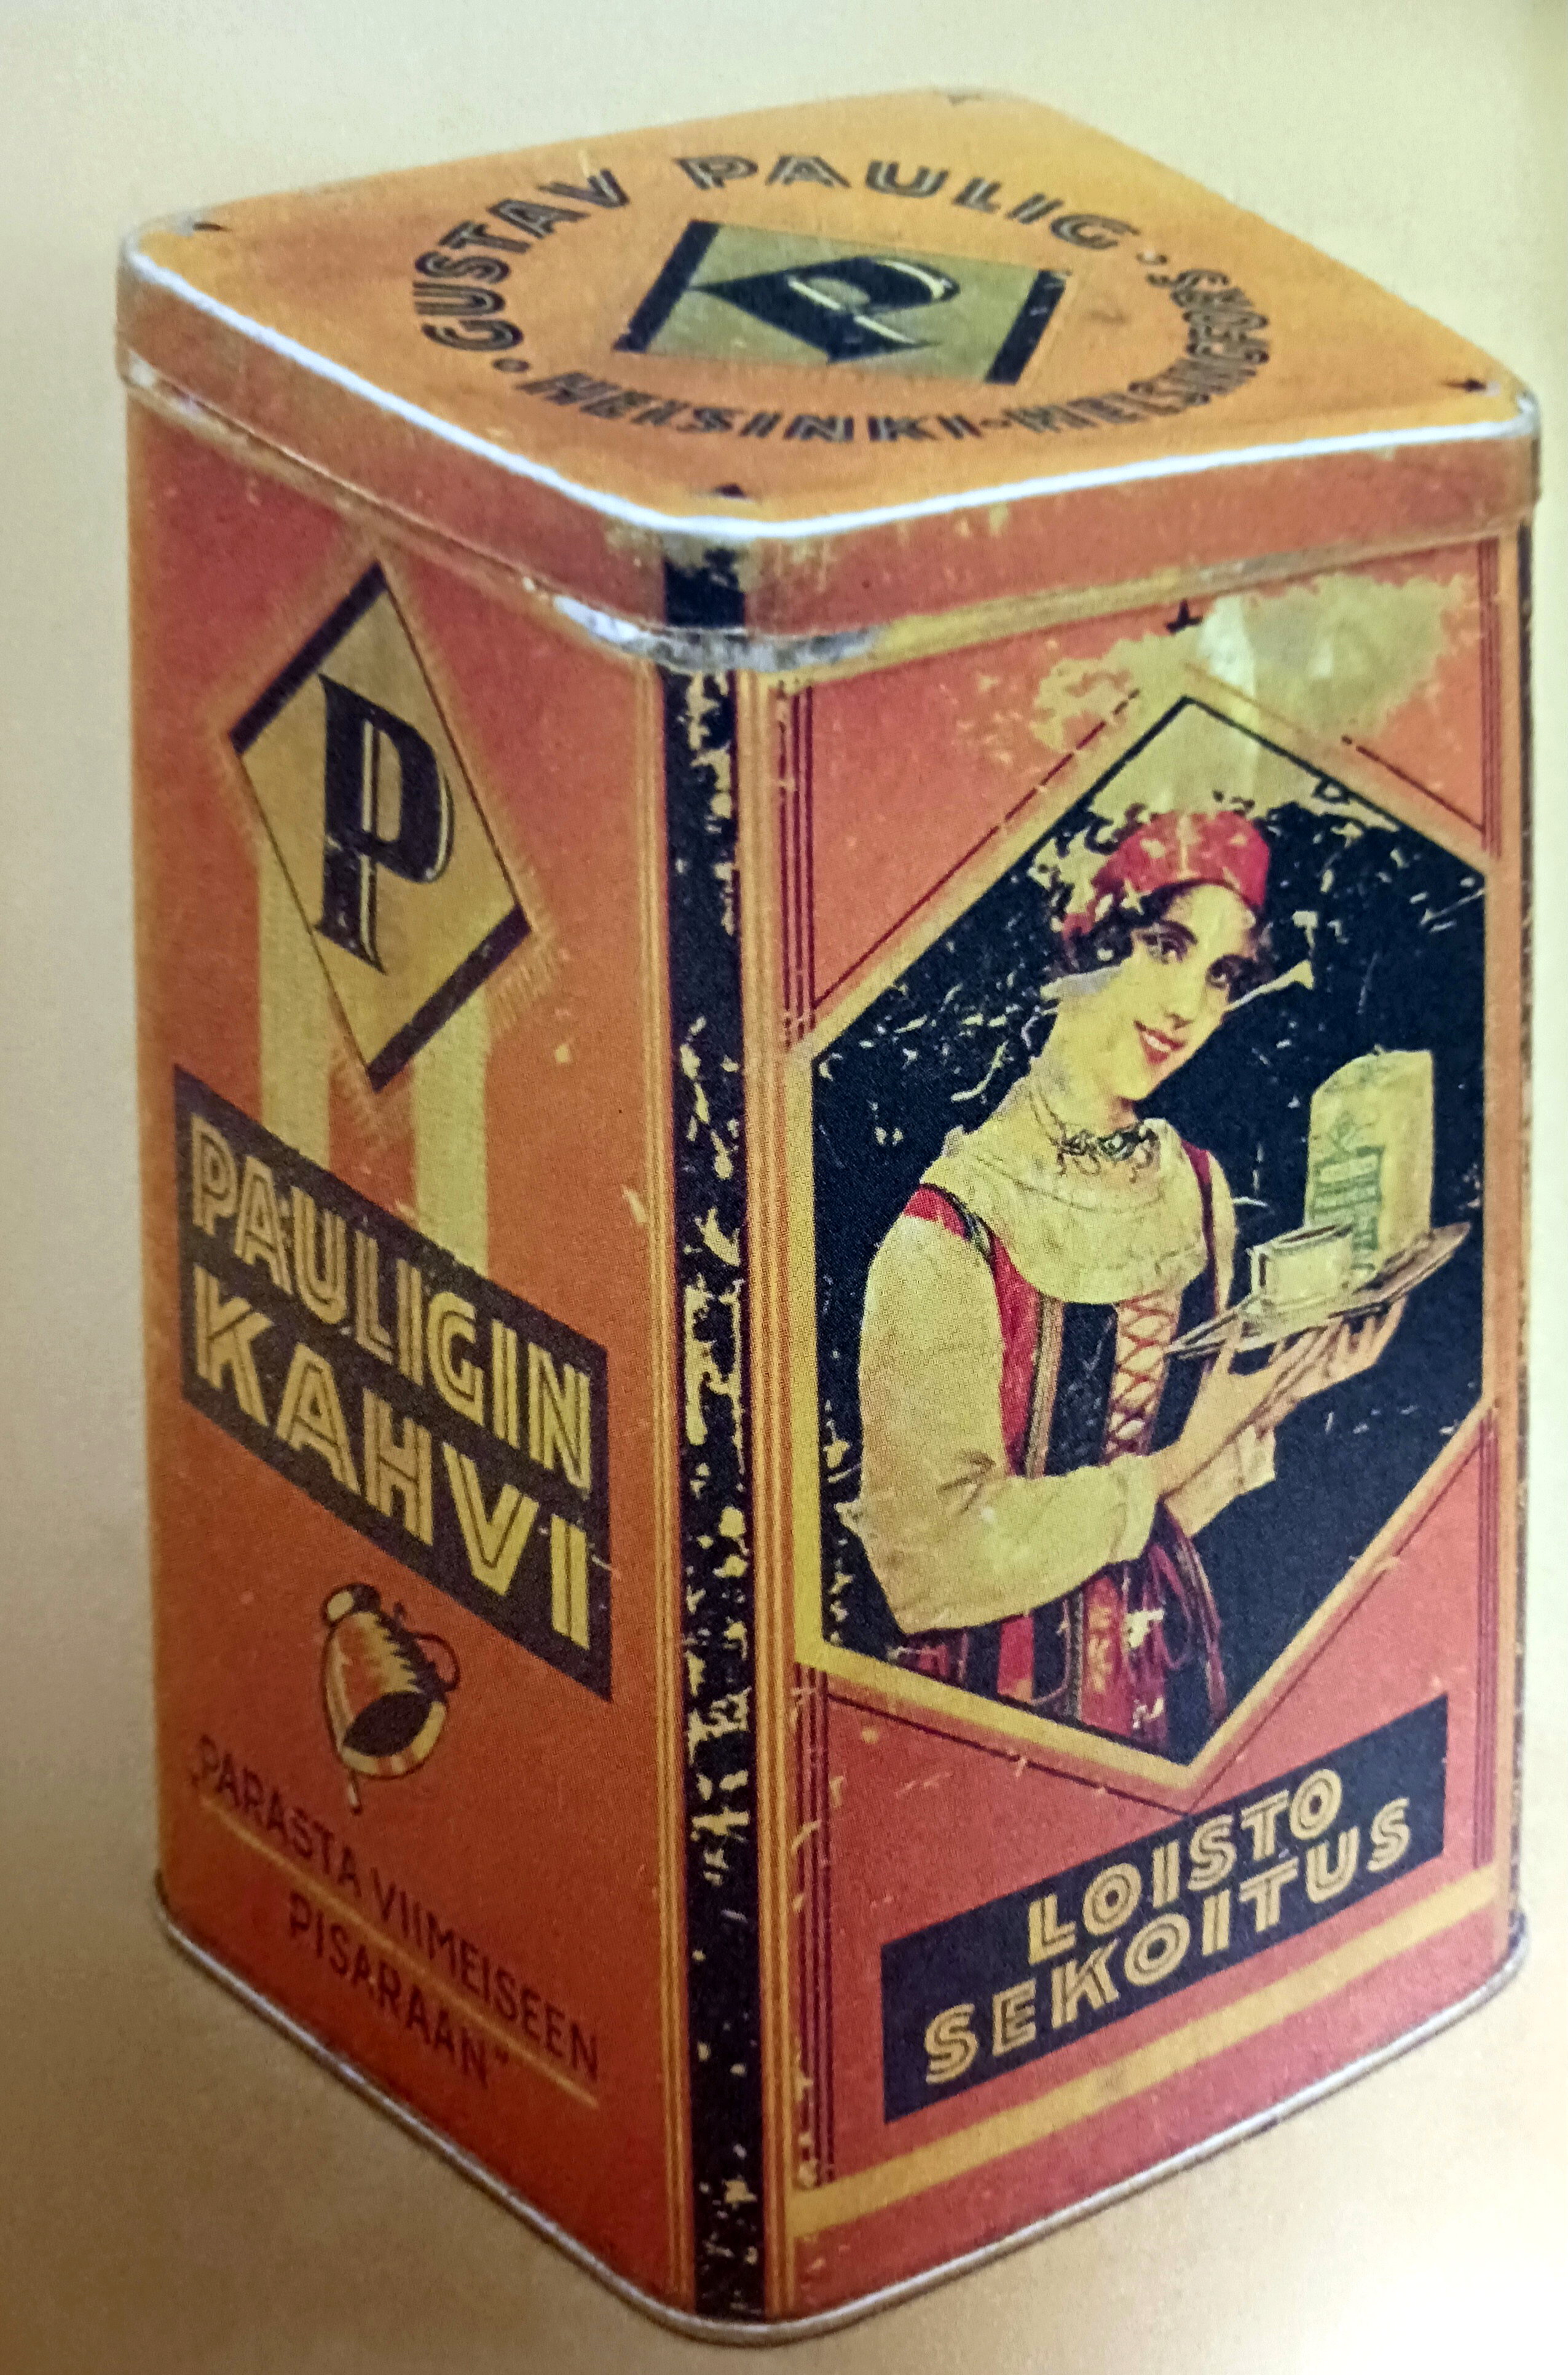 GUSTAV PAULIG
HELSINKI-HELSINGFORS
P
P
PAULIGIN
KAHVI
"PARASTA VIIMEISEEN
PISARAAN"
LOISTO
SEKOITUS